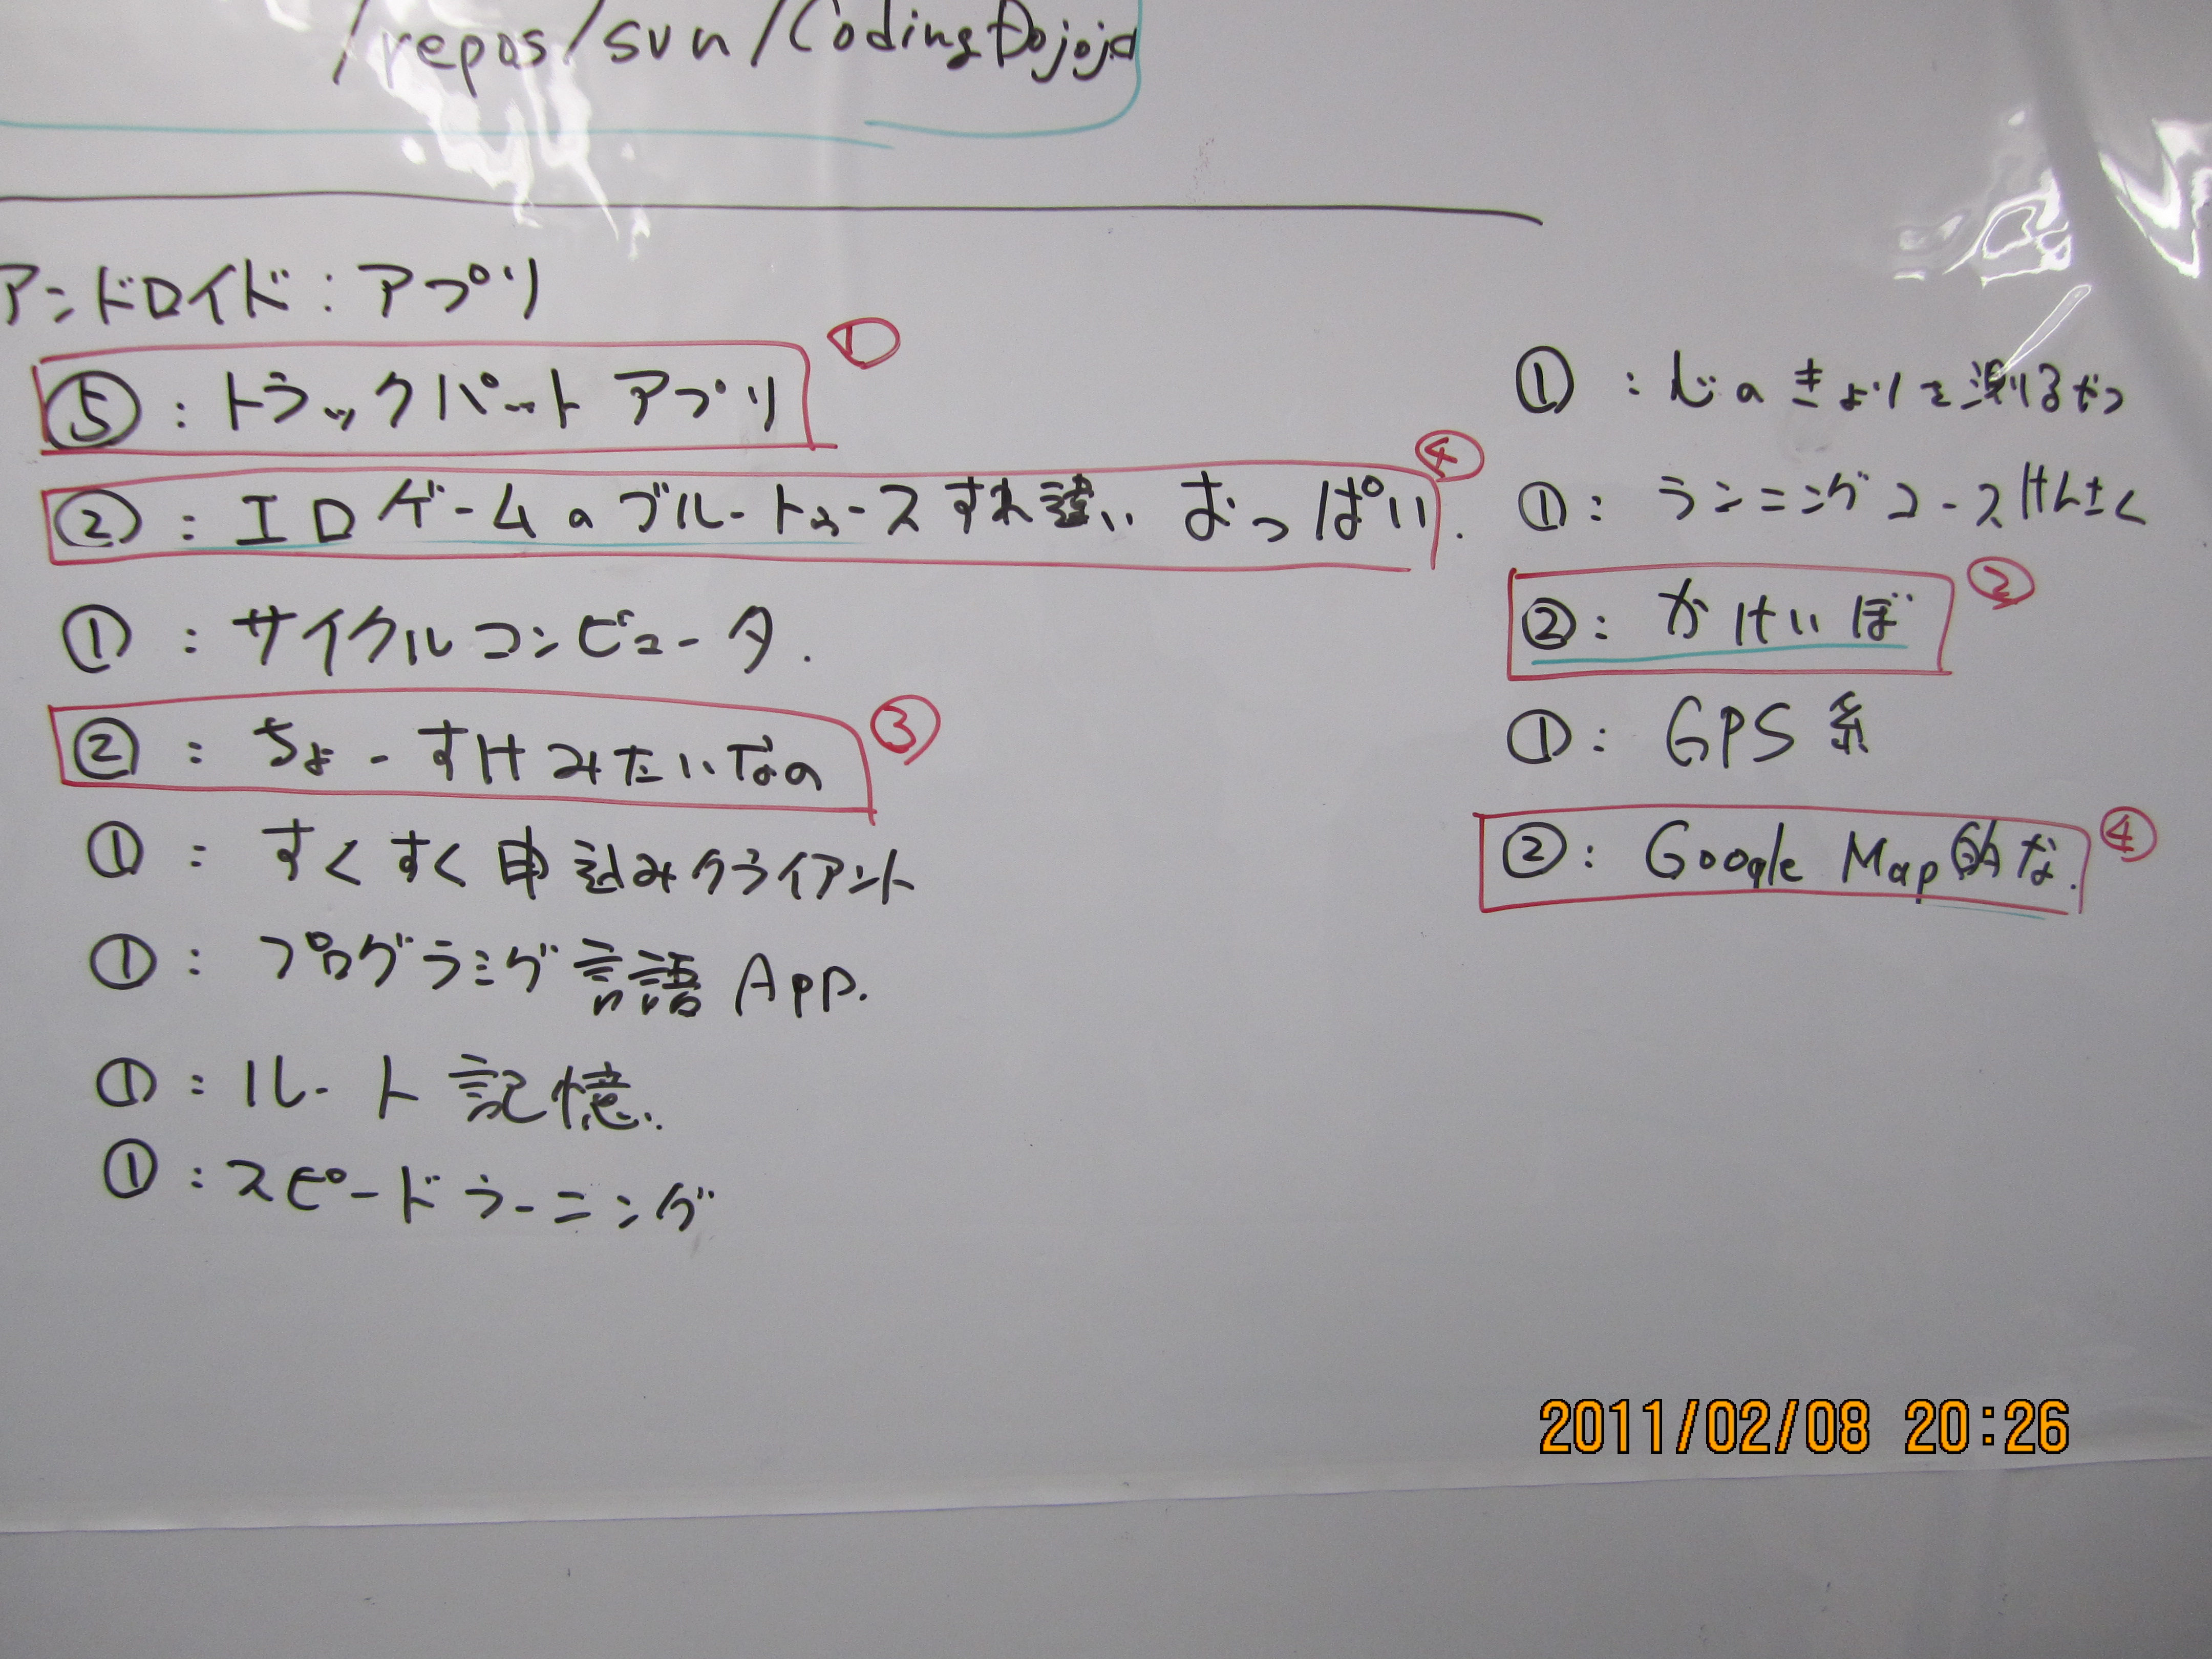 /repos/svn/CodingDojoja
アンドロイド：アプリ
①
⑤：トラックパートアプリ
④
②：エロゲームのブルートゥースすれ違い おっぱい.
①：サイクルコンピュータ.
③
②：ちょーすけみたいなの
①：すくすく申込みクライアント
①：プログラミング言語App.
①：ルート記憶.
①：スピードラーニング
①：心のきょりを測るやつ
①：ランニングコースけんさく
②
②：かけいぼ
①：GPS系
④
②：Google Map的な.
2011/02/08 20:26